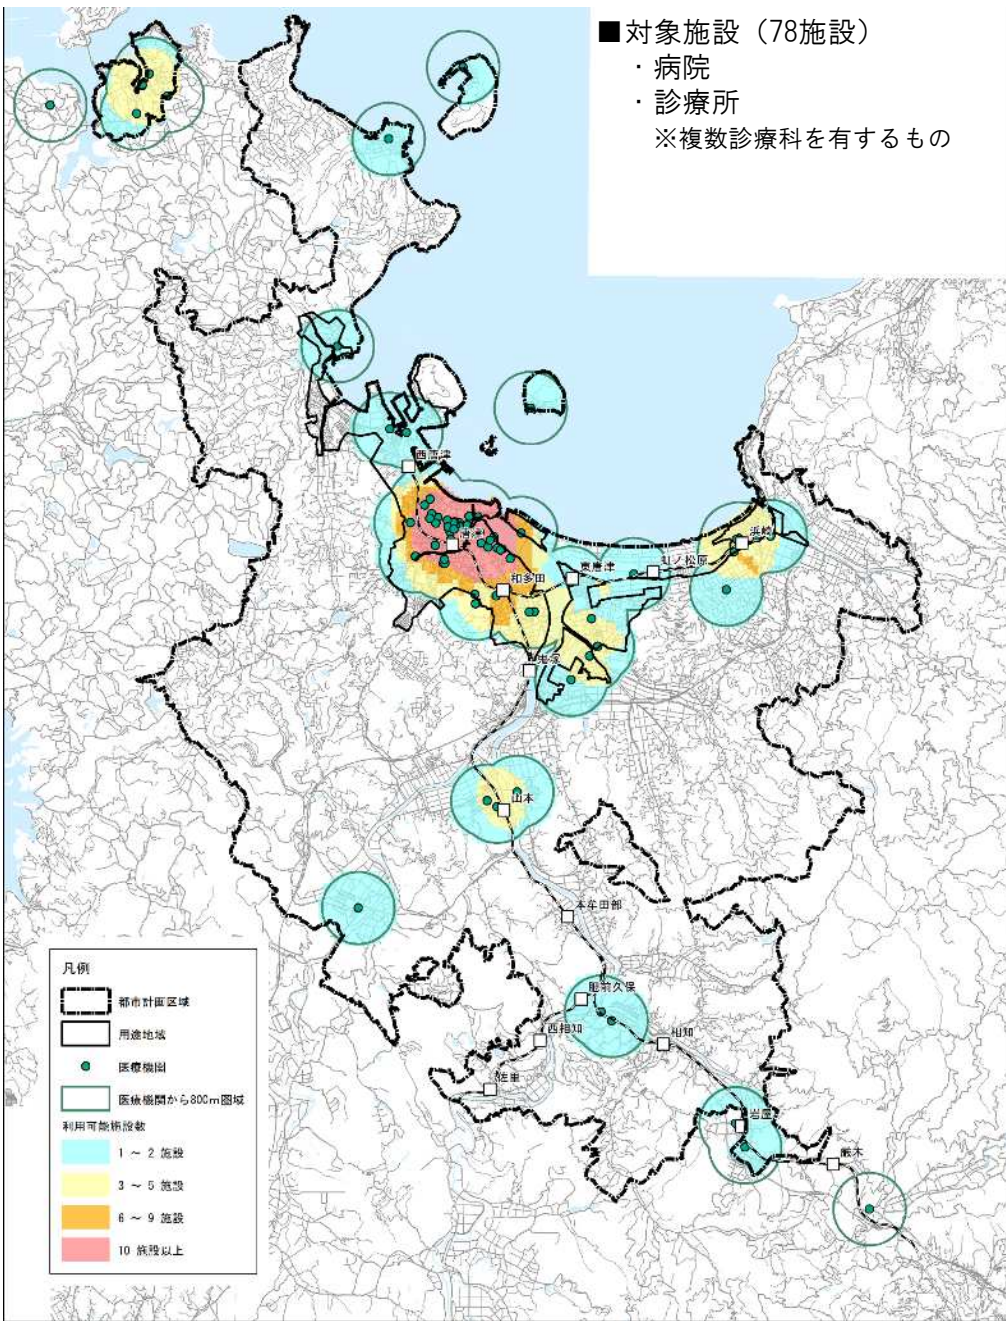 ■対象施設（78施設）
・病院
・診療所
※複数診療科を有するもの
西唐津
唐津
浜崎
虹ノ松原
東唐津
和多田
鬼塚
山本
本牟田部
肥前久保
西相知
相知
佐里
岩屋
厳木
凡例
都市計画区域
用途地域
医療機関
医療機関から800m圏域
利用可能施設数
1 ～ 2 施設
3 ～ 5 施設
6 ～ 9 施設
10 施設以上